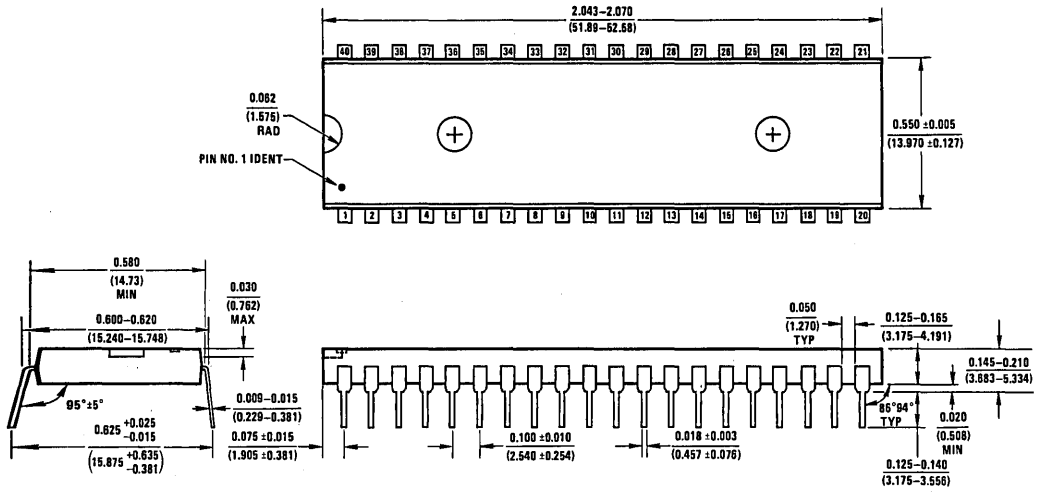 2.043–2.070
(51.89–52.58)
40 39 38 37 36 35 34 33 32 31 30 29 28 27 26 25 24 23 22 21
0.062
(1.575)
RAD
PIN NO. 1 IDENT
0.550 ±0.005
(13.970 ±0.127)
1 2 3 4 5 6 7 8 9 10 11 12 13 14 15 16 17 18 19 20
0.580
(14.73)
MIN
0.030
(0.762)
MAX
0.600–0.620
(15.240–15.748)
95°±5°
0.009–0.015
(0.229–0.381)
0.625 +0.025 -0.015
(15.875 +0.635 -0.381)
0.075 ±0.015
(1.905 ±0.381)
0.100 ±0.010
(2.540 ±0.254)
0.018 ±0.003
(0.457 ±0.076)
0.050
(1.270)
TYP
0.125–0.165
(3.175–4.191)
0.145–0.210
(3.683–5.334)
86°94°
TYP
0.020
(0.508)
MIN
0.125–0.140
(3.175–3.556)